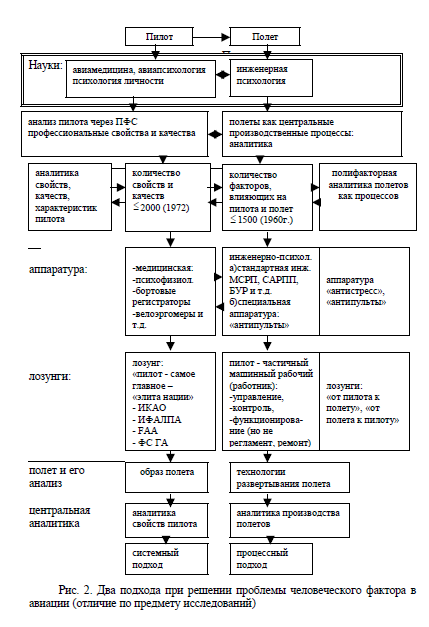 Пилот
Полет
Науки:
авиамедицина, авиапсихология
психология личности
инженерная
психология
анализ пилота через ПФС
профессиональные свойства и качества
полеты как центральные
производственные процессы:
аналитика
аналитика
свойств,
качеств,
характеристик
пилота
количество
свойств и
качеств
≤2000 (1972)
количество
факторов,
влияющих на
пилота и полет
≤1500 (1960г.)
полифакторная
аналитика полетов
как процессов
аппаратура:
-медицинская:
-психофизиол.
-бортовые
регистраторы
-велоэргомеры и
т.д.
инженерно-психол.
а)стандартная инж.
МСРП, САРПП,
БУР и т.д.
б)специальная
аппаратура:
«антипульты»
аппаратура
«антистресс»,
«антипульты»
лозунги:
лозунг:
«пилот - самое
главное –
«элита нации»
- ИКАО
- ИФАЛПА
- FAA
- ФС ГА
пилот - частичный
машинный рабочий
(работник):
-управление,
-контроль,
-функционирова-
ние (но не
регламент, ремонт)
лозунги:
«от пилота к
полету», «от
полета к пилоту»
полет и его
анализ
образ полета
технологии
развертывания полета
центральная
аналитика
аналитика
свойств пилота
аналитика производства
полетов
системный
подход
процессный
подход
Рис. 2. Два подхода при решении проблемы человеческого фактора в
авиации (отличие по предмету исследований)